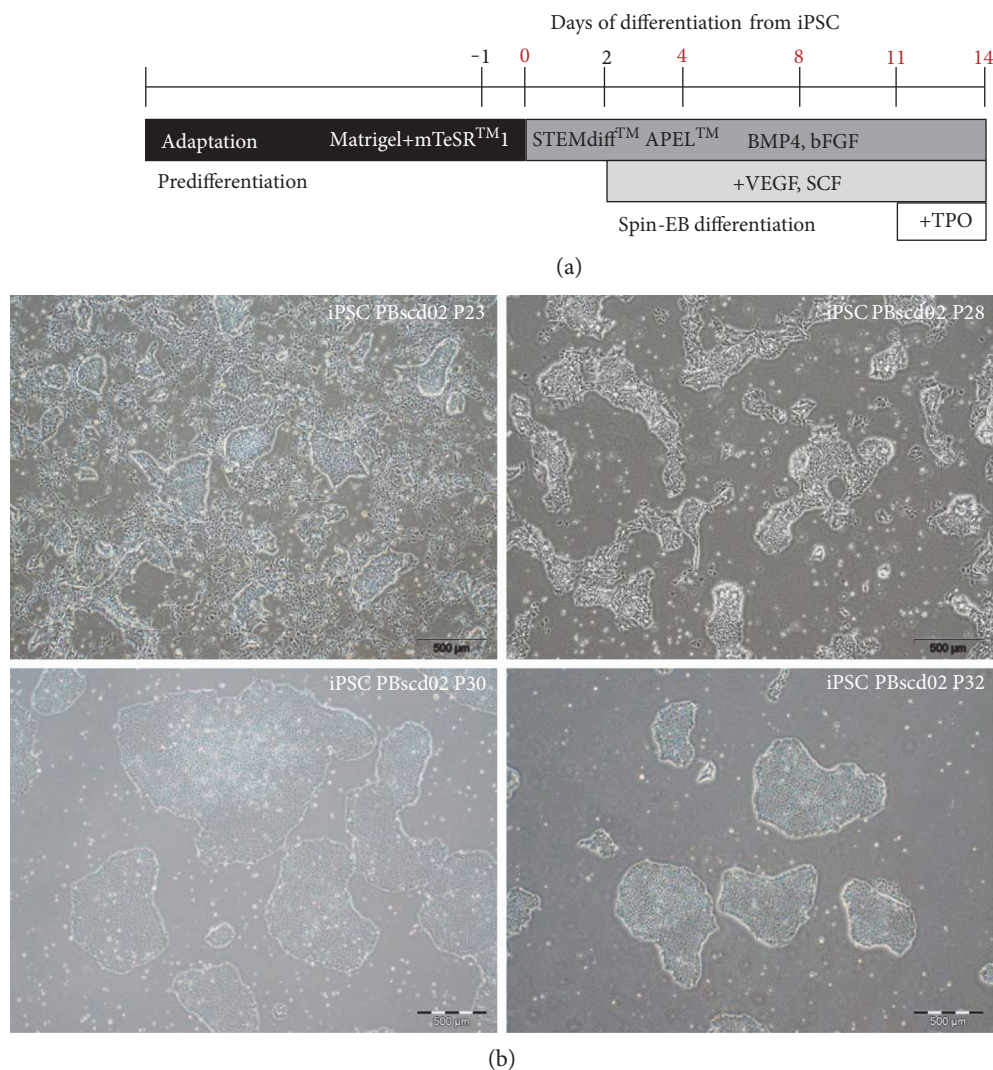 Days of differentiation from iPSC
−1 0 2 4 8 11 14
Adaptation Matrigel+mTeSR™1 STEMdiff™ APEL™ BMP4, bFGF
Predifferentiation +VEGF, SCF
Spin-EB differentiation +TPO
(a)
iPSC PBscd02 P23 iPSC PBscd02 P28
500 µm 500 µm
iPSC PBscd02 P30 iPSC PBscd02 P32
500 µm 500 µm
(b)